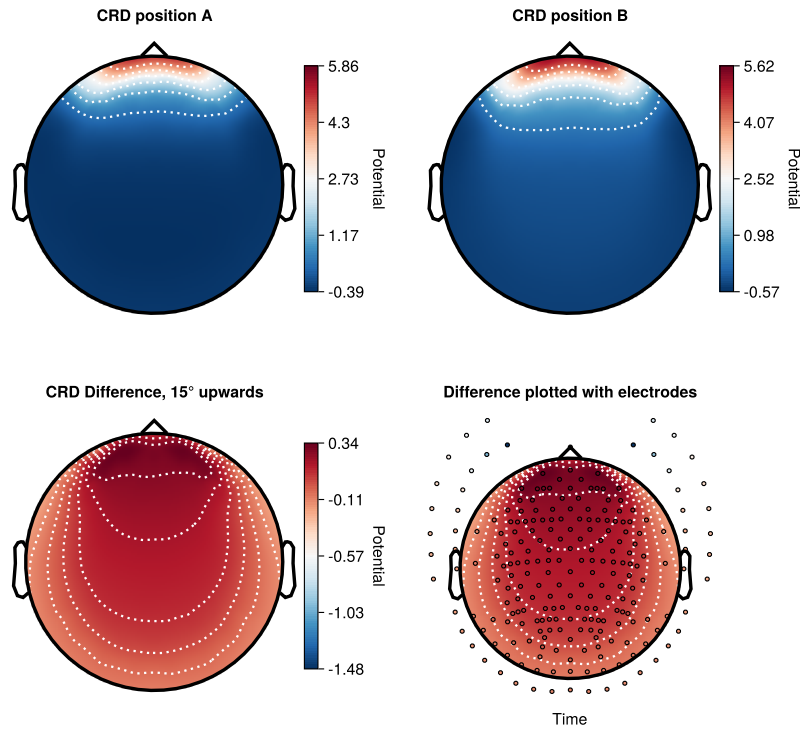 CRD position A
5.86
4.3
2.73
1.17
-0.39
Potential
CRD position B
5.62
4.07
2.52
0.98
-0.57
Potential
CRD Difference, 15° upwards
0.34
-0.11
-0.57
-1.03
-1.48
Potential
Difference plotted with electrodes
Time